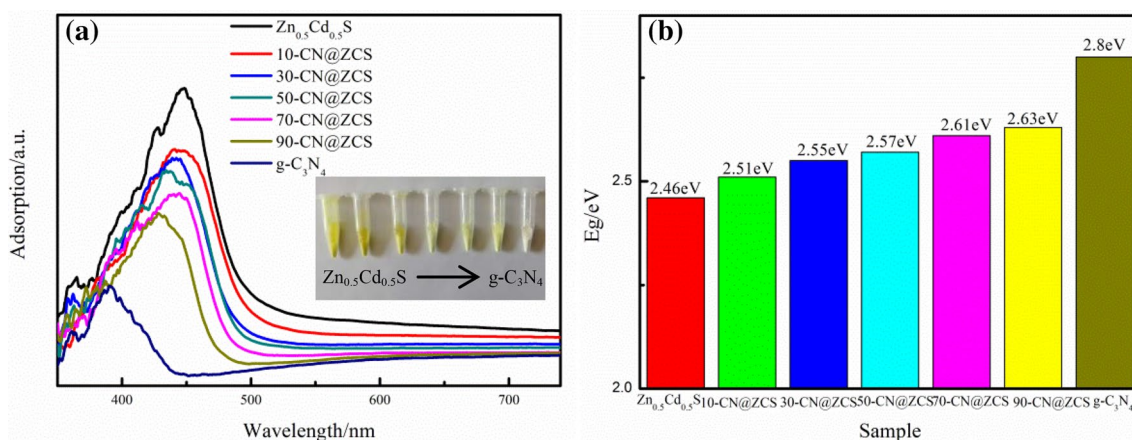 (a)
Zn0.5Cd0.5S
10-CN@ZCS
30-CN@ZCS
50-CN@ZCS
70-CN@ZCS
90-CN@ZCS
g-C3N4
Adsorption/a.u.
Zn0.5Cd0.5S g-C3N4
400 500 600 700
Wavelength/nm
(b)
2.8eV
2.63eV
2.61eV
2.57eV
2.55eV
2.51eV
2.46eV
2.5
Eg/eV
2.0
Zn0.5Cd0.5S 10-CN@ZCS 30-CN@ZCS 50-CN@ZCS 70-CN@ZCS 90-CN@ZCS g-C3N4
Sample